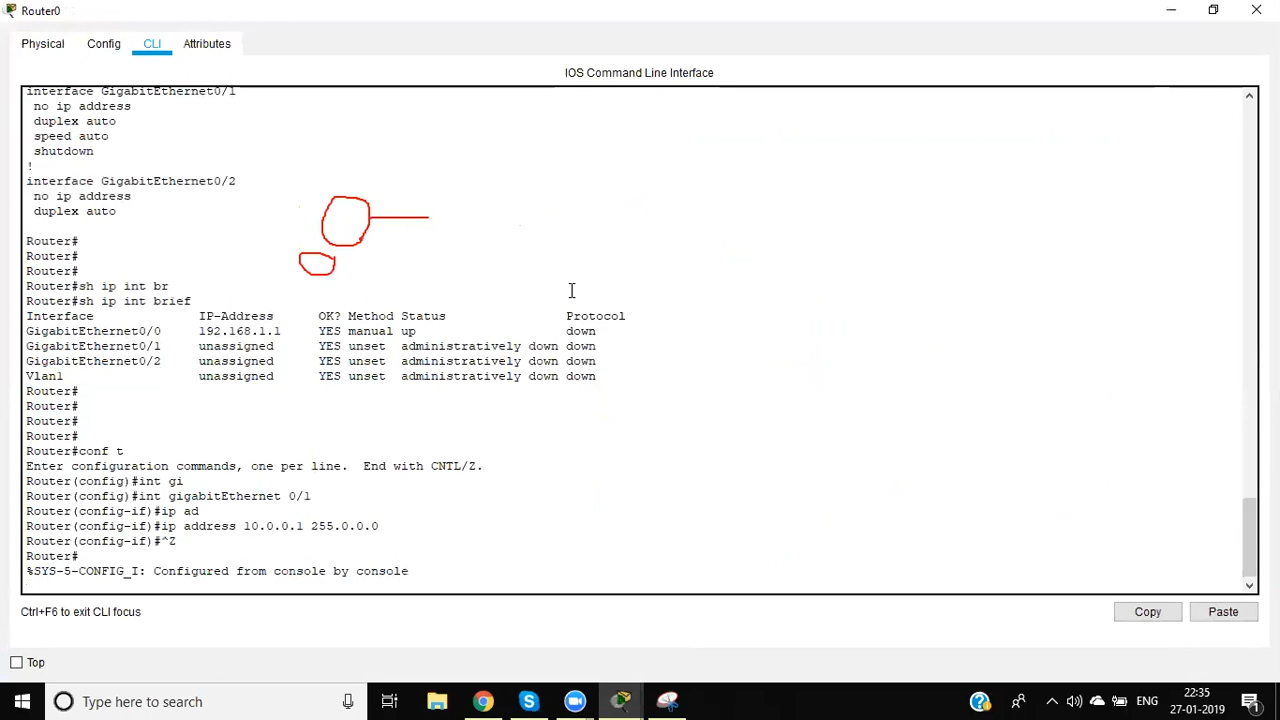 Router0
Physical Config CLI Attributes
IOS Command Line Interface
interface GigabitEthernet0/1
no ip address
duplex auto
speed auto
shutdown
!
interface GigabitEthernet0/2
no ip address
duplex auto
Router#
Router#
Router#
Router#sh ip int br
Router#sh ip int brief
Interface IP-Address OK? Method Status Protocol
GigabitEthernet0/0 192.168.1.1 YES manual up down
GigabitEthernet0/1 unassigned YES unset administratively down down
GigabitEthernet0/2 unassigned YES unset administratively down down
Vlan1 unassigned YES unset administratively down down
Router#
Router#
Router#
Router#
Router#conf t
Enter configuration commands, one per line. End with CNTL/Z.
Router(config)#int gi
Router(config)#int gigabitEthernet 0/1
Router(config-if)#ip ad
Router(config-if)#ip address 10.0.0.1 255.0.0.0
Router(config-if)#^Z
Router#
%SYS-5-CONFIG_I: Configured from console by console
Ctrl+F6 to exit CLI focus Copy Paste
Top
Type here to search ENG 22:35
27-01-2019